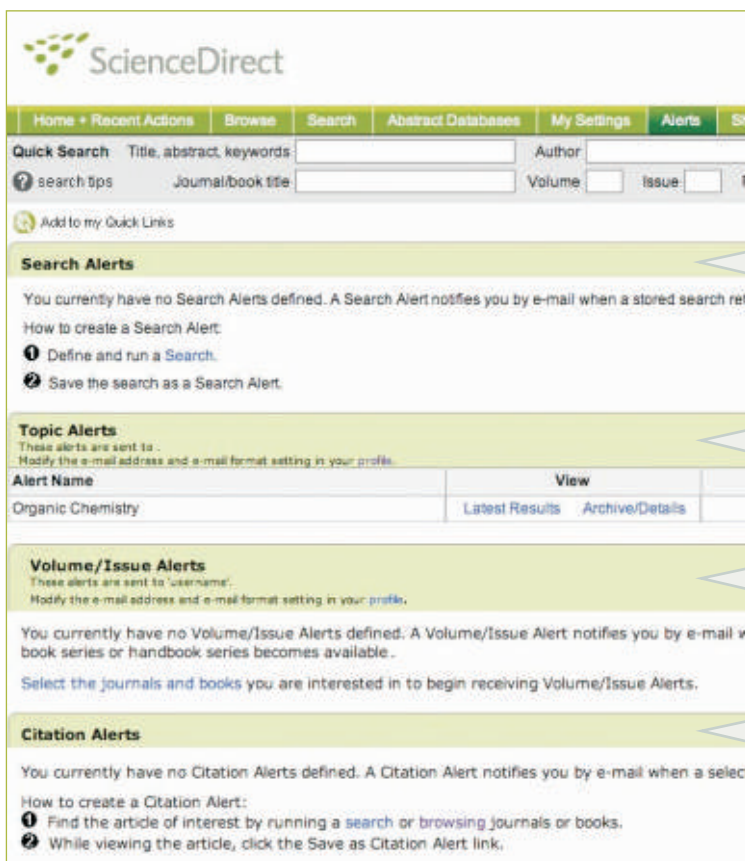 ScienceDirect
Home + Recent Actions Browse Search Abstract Databases My Settings Alerts
Quick Search Title, abstract, keywords Author
search tips Journal/book title Volume Issue
Add to my Quick Links
Search Alerts
You currently have no Search Alerts defined. A Search Alert notifies you by e-mail when a stored search
How to create a Search Alert:
1 Define and run a Search.
2 Save the search as a Search Alert.
Topic Alerts
These alerts are sent to .
Modify the e-mail address and e-mail format setting in your profile.
Alert Name View
Organic Chemistry Latest Results Archive/Details
Volume/Issue Alerts
These alerts are sent to 'username'.
Modify the e-mail address and e-mail format setting in your profile.
You currently have no Volume/Issue Alerts defined. A Volume/Issue Alert notifies you by e-mail
book series or handbook series becomes available.
Select the journals and books you are interested in to begin receiving Volume/Issue Alerts.
Citation Alerts
You currently have no Citation Alerts defined. A Citation Alert notifies you by e-mail when a
How to create a Citation Alert:
1 Find the article of interest by running a search or browsing journals or books.
2 While viewing the article, click the Save as Citation Alert link.